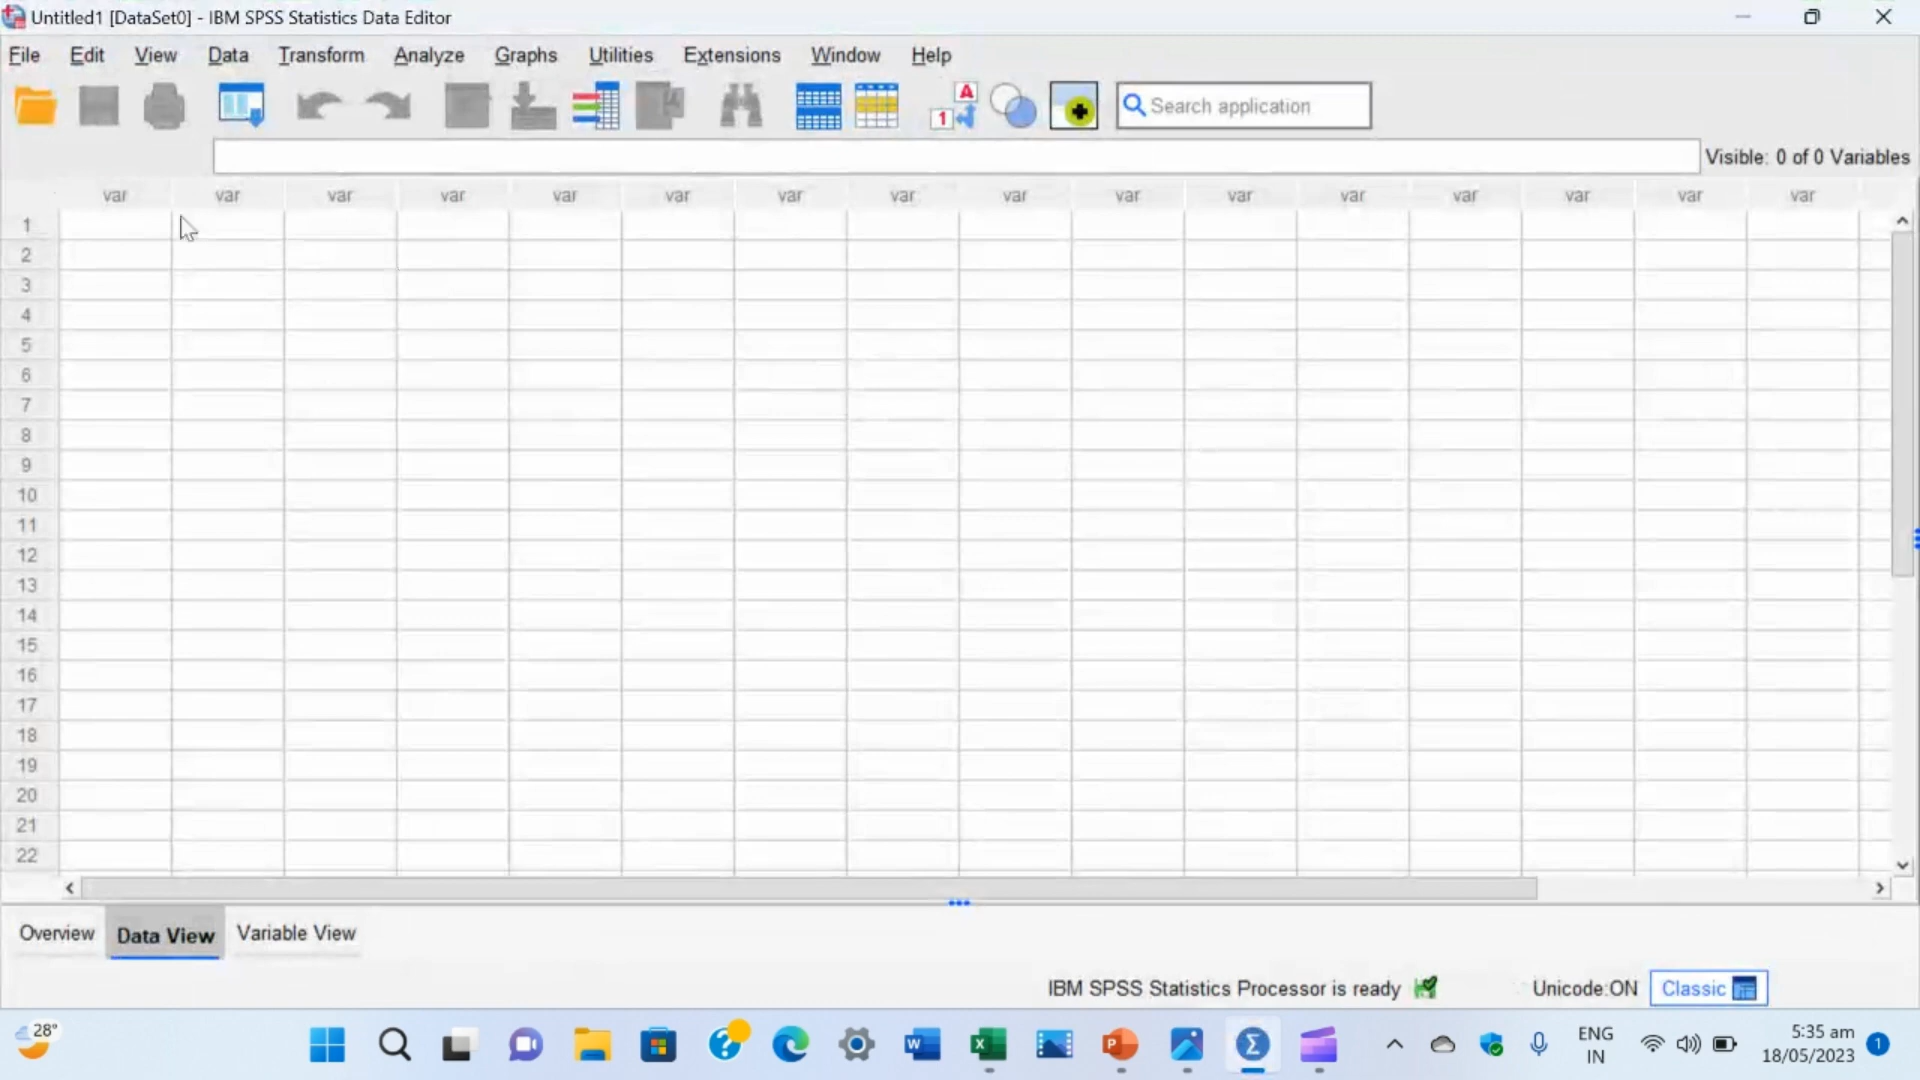 Untitled1 [DataSet0] - IBM SPSS Statistics Data Editor
File Edit View Data Transform Analyze Graphs Utilities Extensions Window Help
A
1
Search application
Visible: 0 of 0 Variables
var var var var var var var var var var var var var var var var
1
2
3
4
5
6
7
8
9
10
11
12
13
14
15
16
17
18
19
20
21
22
Overview Data View Variable View
IBM SPSS Statistics Processor is ready Unicode:ON Classic
28° ENG 5:35 am
IN 18/05/2023 1